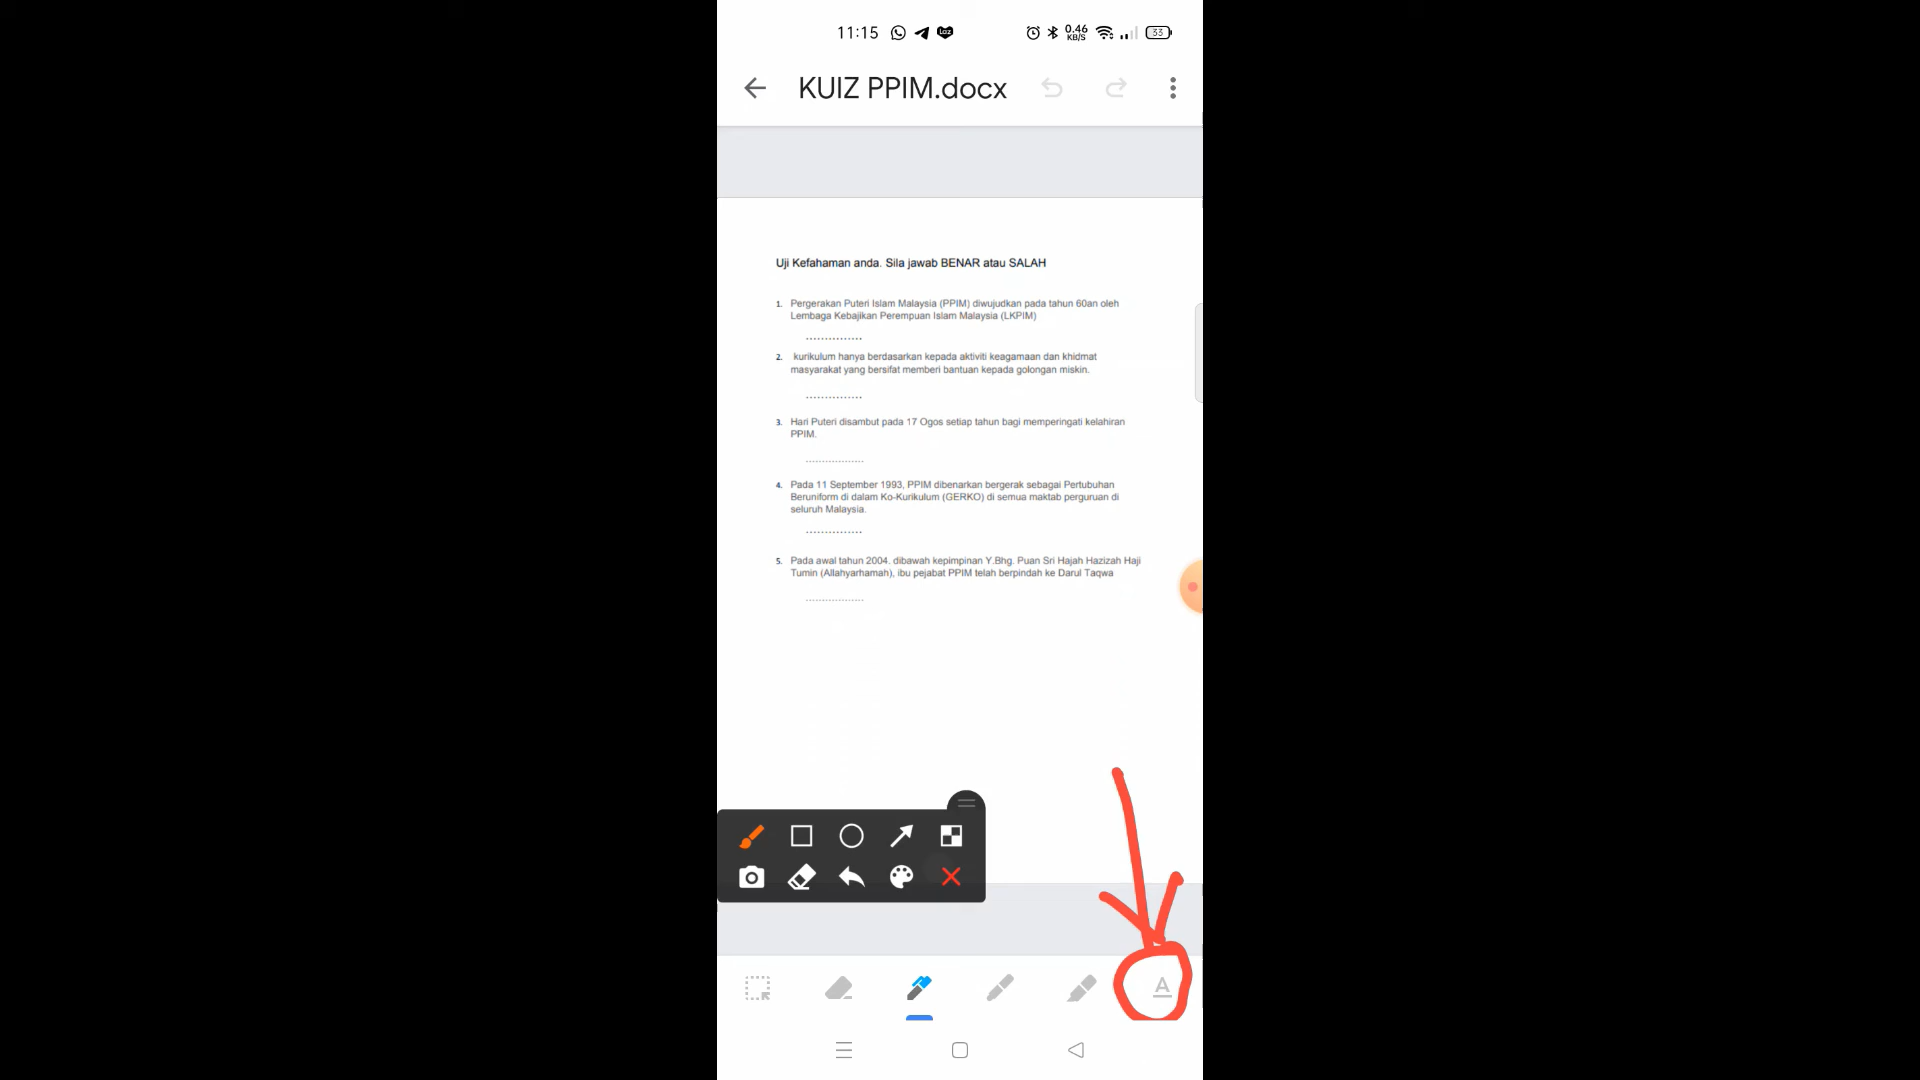 11:15 0.46 KB/S 33
KUIZ PPIM.docx
Uji Kefahaman anda. Sila jawab BENAR atau SALAH
1. Pergerakan Puteri Islam Malaysia (PPIM) diwujudkan pada tahun 60an oleh
Lembaga Kebajikan Perempuan Islam Malaysia (LKPIM)
...............
2. kurikulum hanya berdasarkan kepada aktiviti keagamaan dan khidmat
masyarakat yang bersifat memberi bantuan kepada golongan miskin.
...............
3. Hari Puteri disambut pada 17 Ogos setiap tahun bagi memperingati kelahiran
PPIM.
..................
4. Pada 11 September 1993, PPIM dibenarkan bergerak sebagai Pertubuhan
Beruniform di dalam Ko-Kurikulum (GERKO) di semua maktab perguruan di
seluruh Malaysia.
...............
5. Pada awal tahun 2004. dibawah kepimpinan Y.Bhg. Puan Sri Hajah Hazizah Haji
Tumin (Allahyarhamah), ibu pejabat PPIM telah berpindah ke Darul Taqwa
..................
A